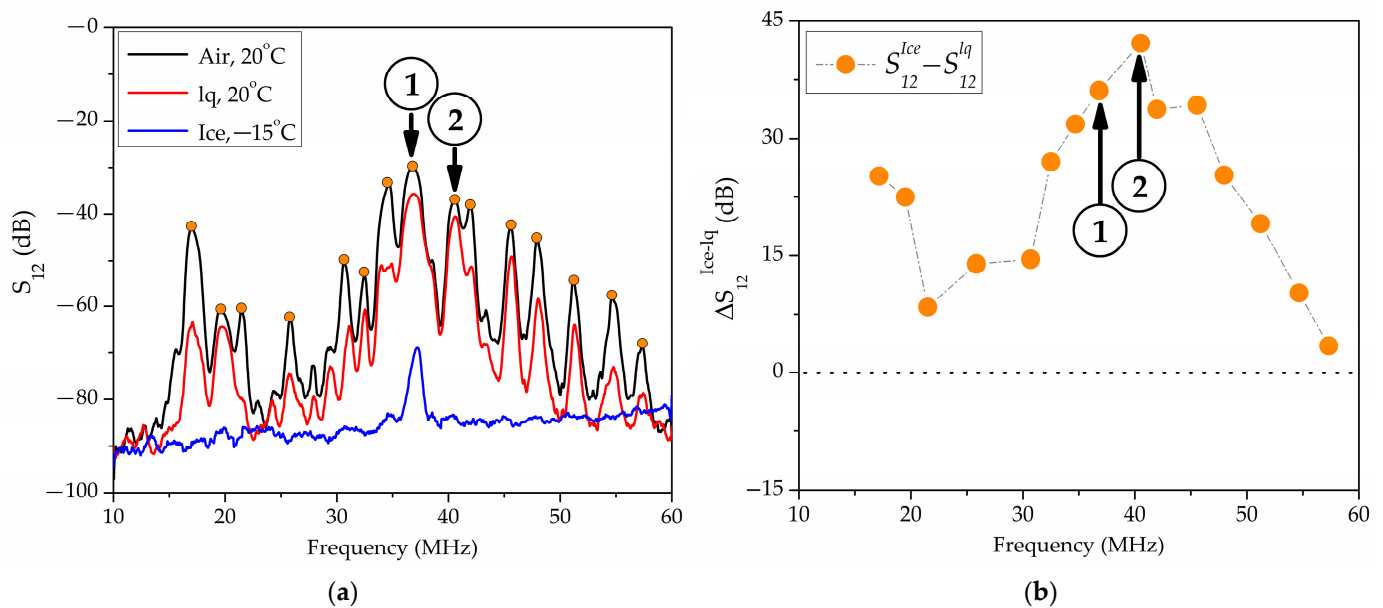 −0
−20
−40
−60
−80
−100
10
20
30
40
50
60
S12 (dB)
Frequency (MHz)
Air, 20°C
lq, 20°C
Ice, −15°C
1
2
(a)
45
30
15
0
−15
10
20
30
40
50
60
ΔS12Ice-lq (dB)
Frequency (MHz)
S12Ice−S12lq
1
2
(b)